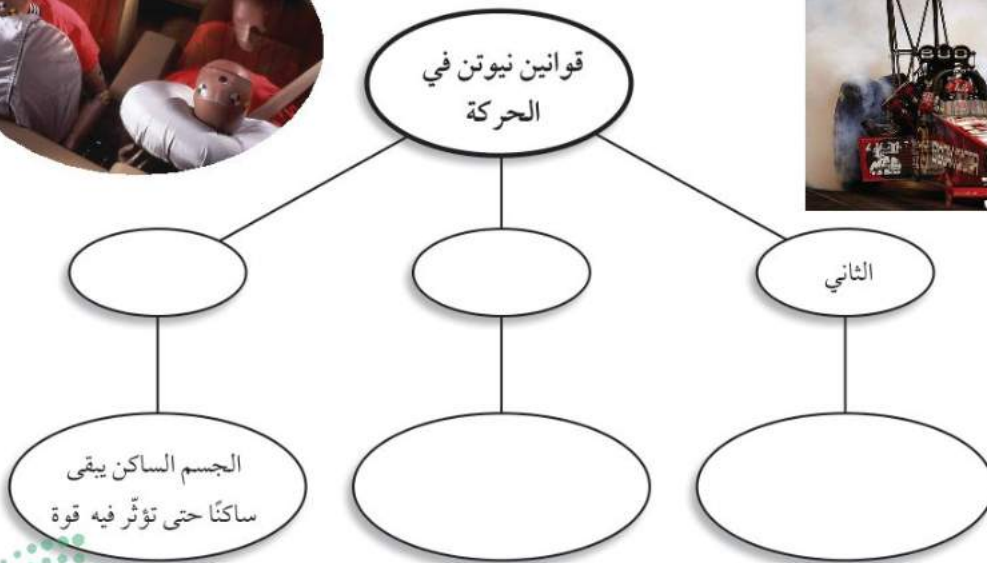 قوانين نيوتن في
الحركة
الثاني
الجسم الساكن يبقى
ساكنًا حتى تؤثّر فيه قوة